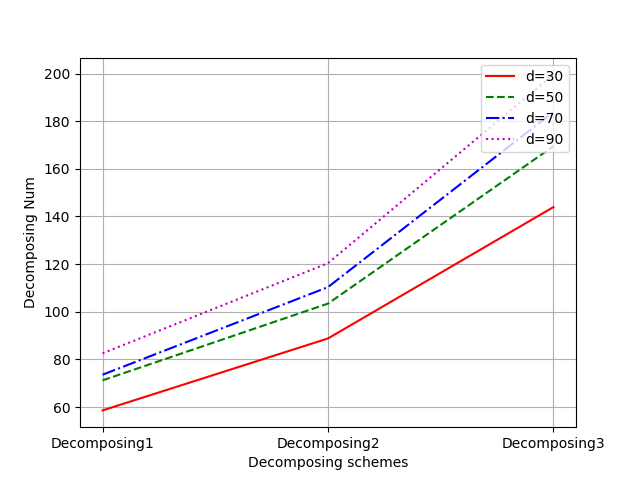 200
180
160
140
120
100
80
60
Decomposing Num
d=30
d=50
d=70
d=90
Decomposing1
Decomposing2
Decomposing3
Decomposing schemes